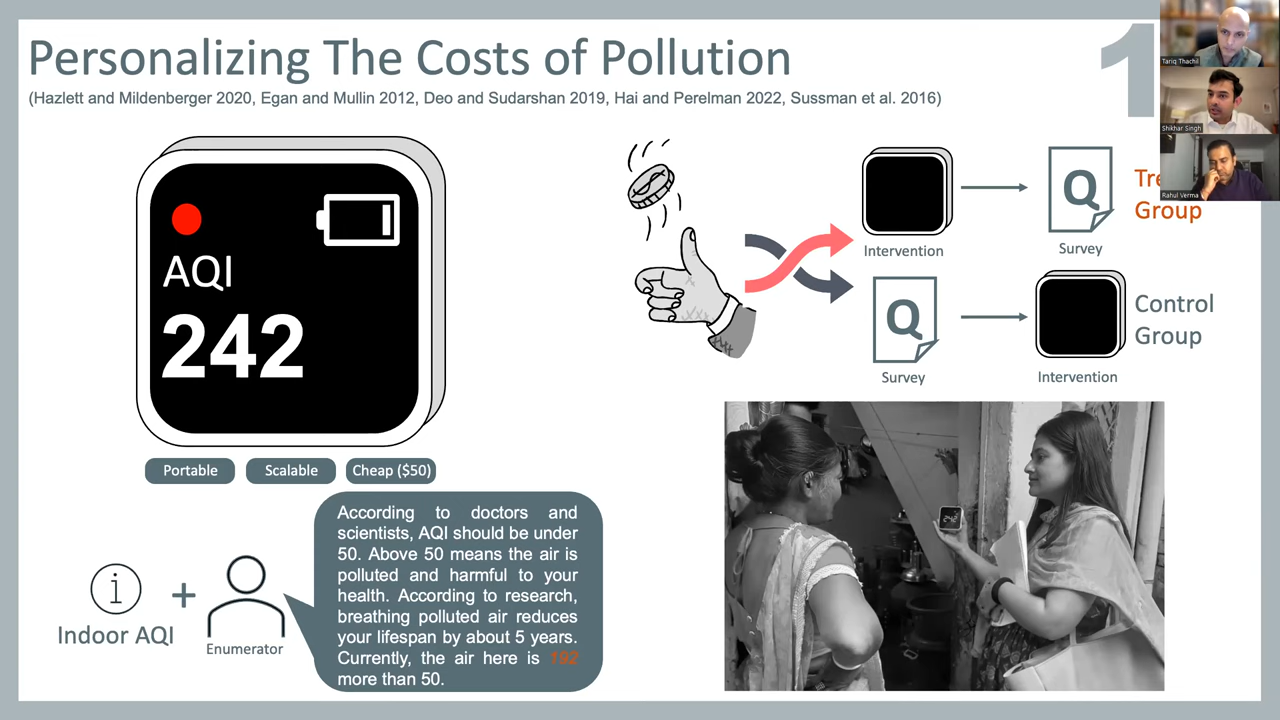 Personalizing The Costs of Pollution
(Hazlett and Mildenberger 2020, Egan and Mullin 2012, Deo and Sudarshan 2019, Hai and Perelman 2022, Sussman et al. 2016)
1
Tariq Thachil
Shikhar Singh
Rahul Verma
AQI
242
Portable
Scalable
Cheap ($50)
Indoor AQI
+
Enumerator
According to doctors and
scientists, AQI should be under
50. Above 50 means the air is
polluted and harmful to your
health. According to research,
breathing polluted air reduces
your lifespan by about 5 years.
Currently, the air here is 192
more than 50.
Intervention
Q
Survey
Tre
Group
Q
Survey
Intervention
Control
Group
242